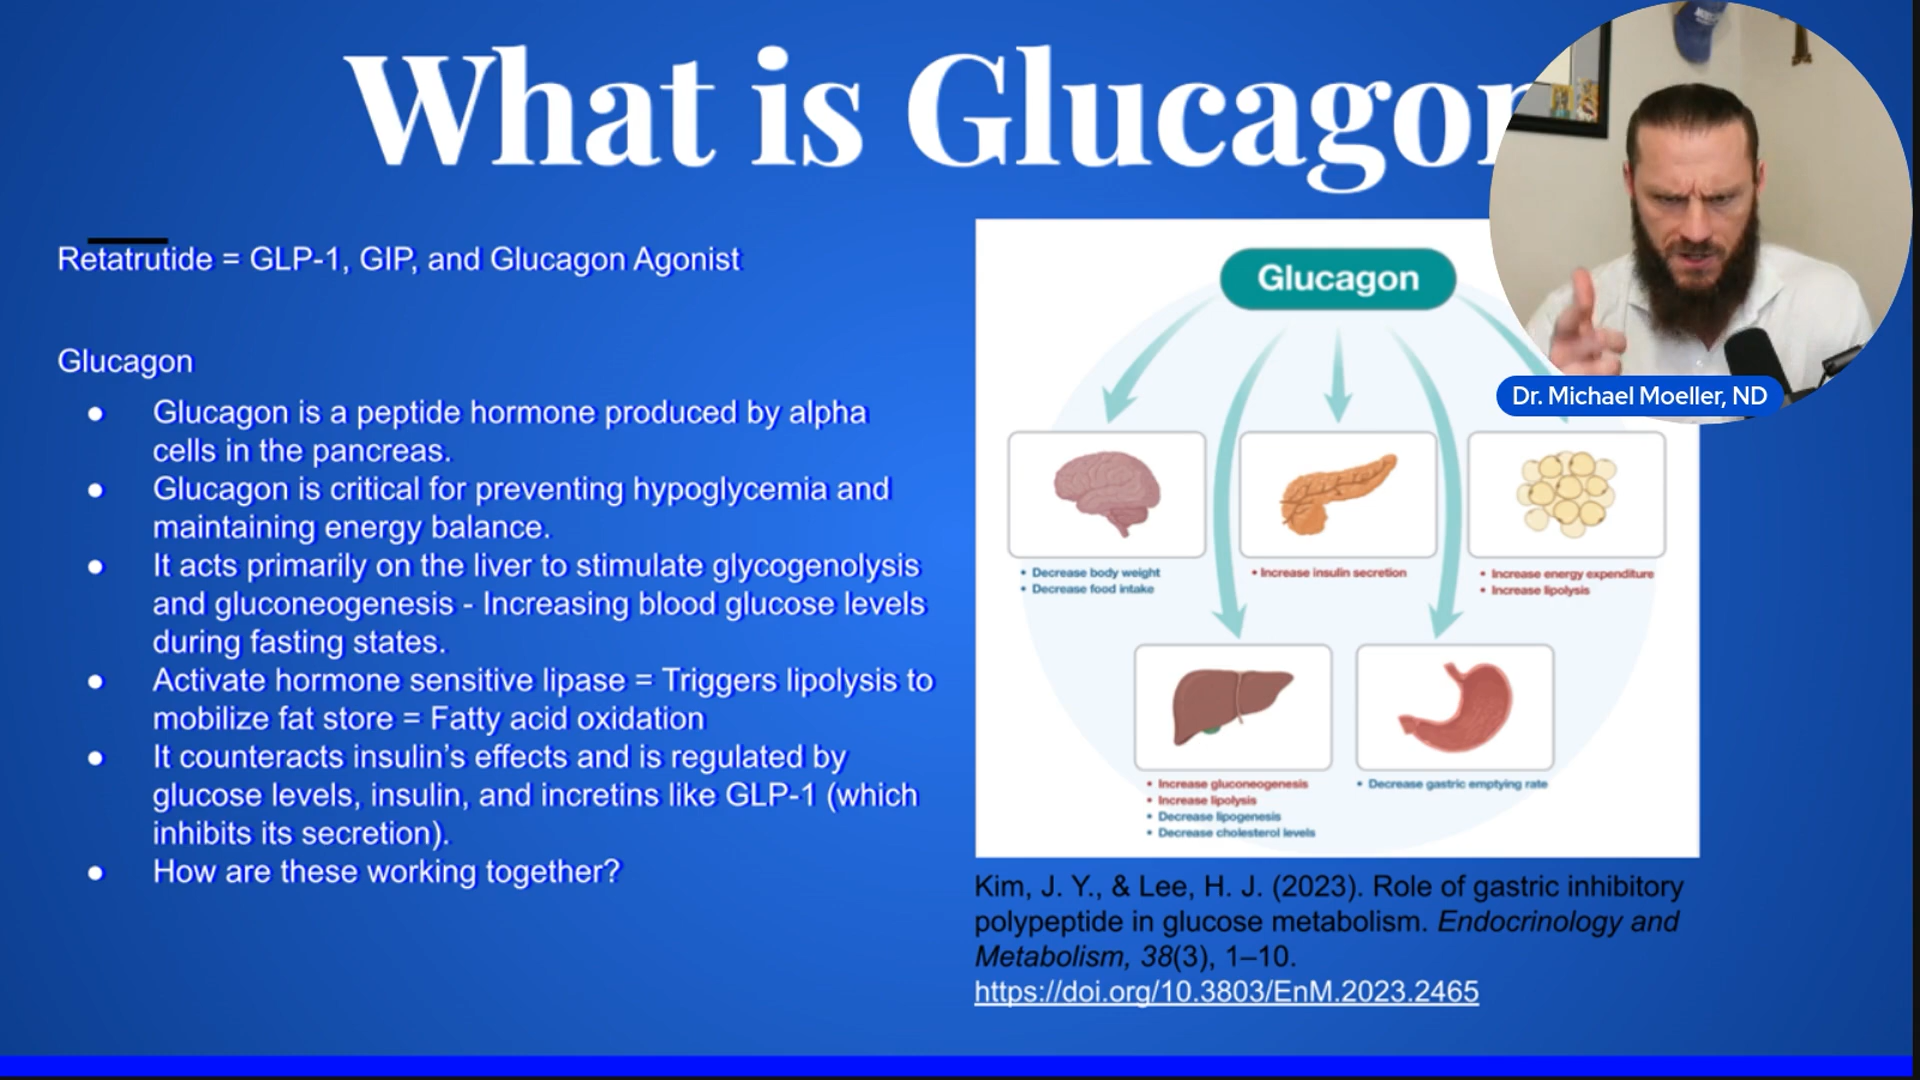 What is Glucagon
Retatrutide = GLP-1, GIP, and Glucagon Agonist
Glucagon
● Glucagon is a peptide hormone produced by alpha
cells in the pancreas.
● Glucagon is critical for preventing hypoglycemia and
maintaining energy balance.
● It acts primarily on the liver to stimulate glycogenolysis
and gluconeogenesis - Increasing blood glucose levels
during fasting states.
● Activate hormone sensitive lipase = Triggers lipolysis to
mobilize fat store = Fatty acid oxidation
● It counteracts insulin’s effects and is regulated by
glucose levels, insulin, and incretins like GLP-1 (which
inhibits its secretion).
● How are these working together?
Glucagon
• Decrease body weight
• Decrease food intake
• Increase insulin secretion
• Increase energy expenditure
• Increase lipolysis
• Increase gluconeogenesis
• Increase lipolysis
• Decrease lipogenesis
• Decrease cholesterol levels
• Decrease gastric emptying rate
Kim, J. Y., & Lee, H. J. (2023). Role of gastric inhibitory
polypeptide in glucose metabolism. Endocrinology and
Metabolism, 38(3), 1–10.
https://doi.org/10.3803/EnM.2023.2465
Dr. Michael Moeller, ND